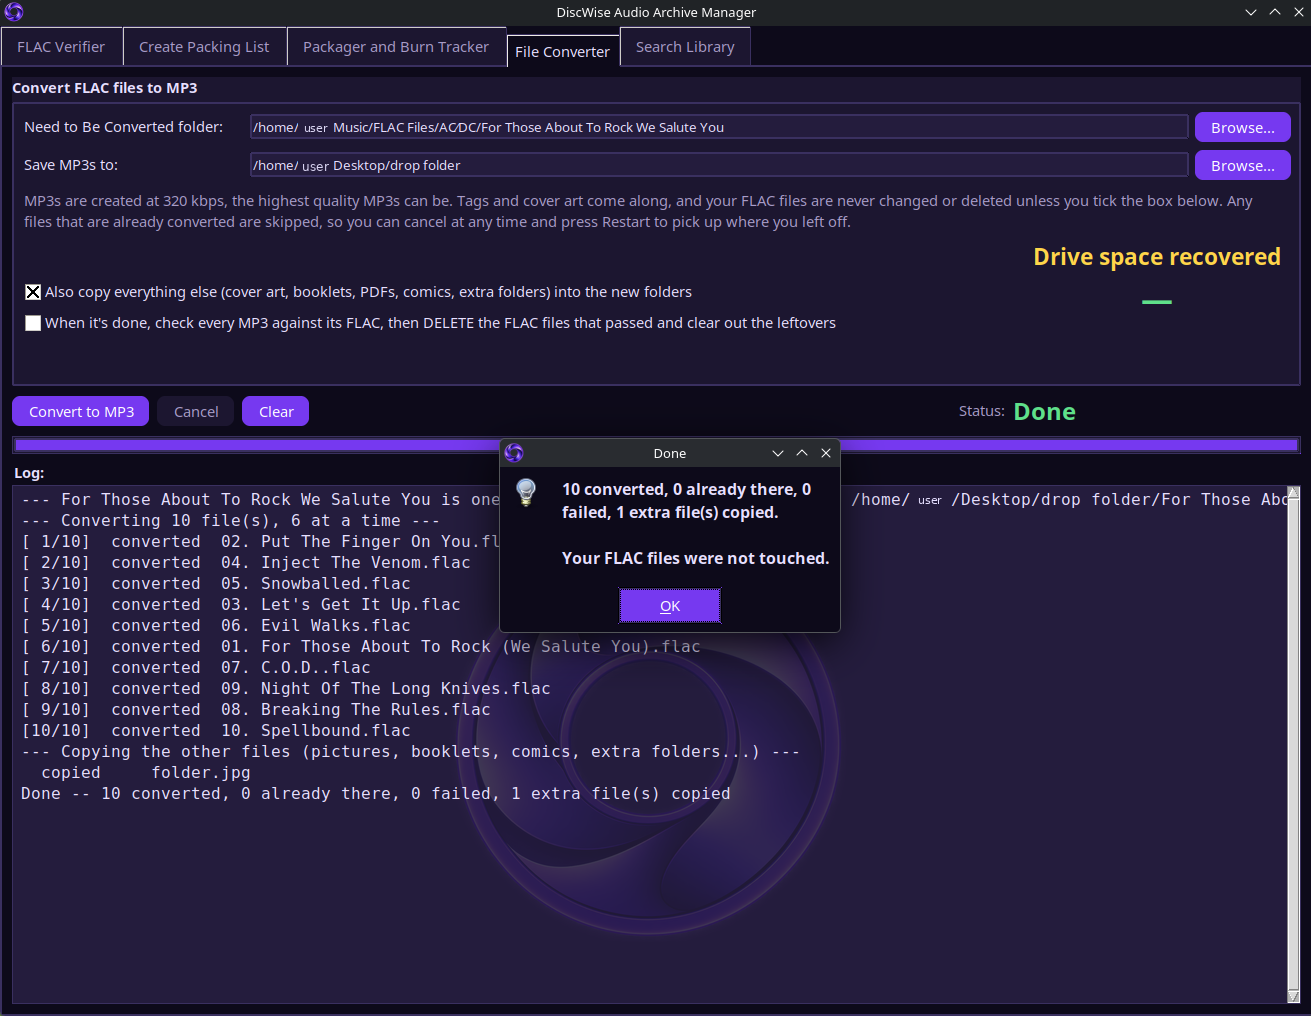 DiscWise Audio Archive Manager
FLAC Verifier
Create Packing List
Packager and Burn Tracker
File Converter
Search Library
Convert FLAC files to MP3
Need to Be Converted folder:
/home/ user Music/FLAC Files/AC⁄DC/For Those About To Rock We Salute You
Browse...
Save MP3s to:
/home/ user Desktop/drop folder
Browse...
MP3s are created at 320 kbps, the highest quality MP3s can be. Tags and cover art come along, and your FLAC files are never changed or deleted unless you tick the box below. Any
files that are already converted are skipped, so you can cancel at any time and press Restart to pick up where you left off.
Drive space recovered
—
Also copy everything else (cover art, booklets, PDFs, comics, extra folders) into the new folders
When it's done, check every MP3 against its FLAC, then DELETE the FLAC files that passed and clear out the leftovers
Convert to MP3
Cancel
Clear
Status: Done
Log:
--- For Those About To Rock We Salute You is one /home/ user /Desktop/drop folder/For Those Abo
--- Converting 10 file(s), 6 at a time ---
[ 1/10] converted 02. Put The Finger On You.fl
[ 2/10] converted 04. Inject The Venom.flac
[ 3/10] converted 05. Snowballed.flac
[ 4/10] converted 03. Let's Get It Up.flac
[ 5/10] converted 06. Evil Walks.flac
[ 6/10] converted 01. For Those About To Rock (We Salute You).flac
[ 7/10] converted 07. C.O.D..flac
[ 8/10] converted 09. Night Of The Long Knives.flac
[ 9/10] converted 08. Breaking The Rules.flac
[10/10] converted 10. Spellbound.flac
--- Copying the other files (pictures, booklets, comics, extra folders...) ---
copied folder.jpg
Done -- 10 converted, 0 already there, 0 failed, 1 extra file(s) copied
Done
10 converted, 0 already there, 0
failed, 1 extra file(s) copied.
Your FLAC files were not touched.
OK